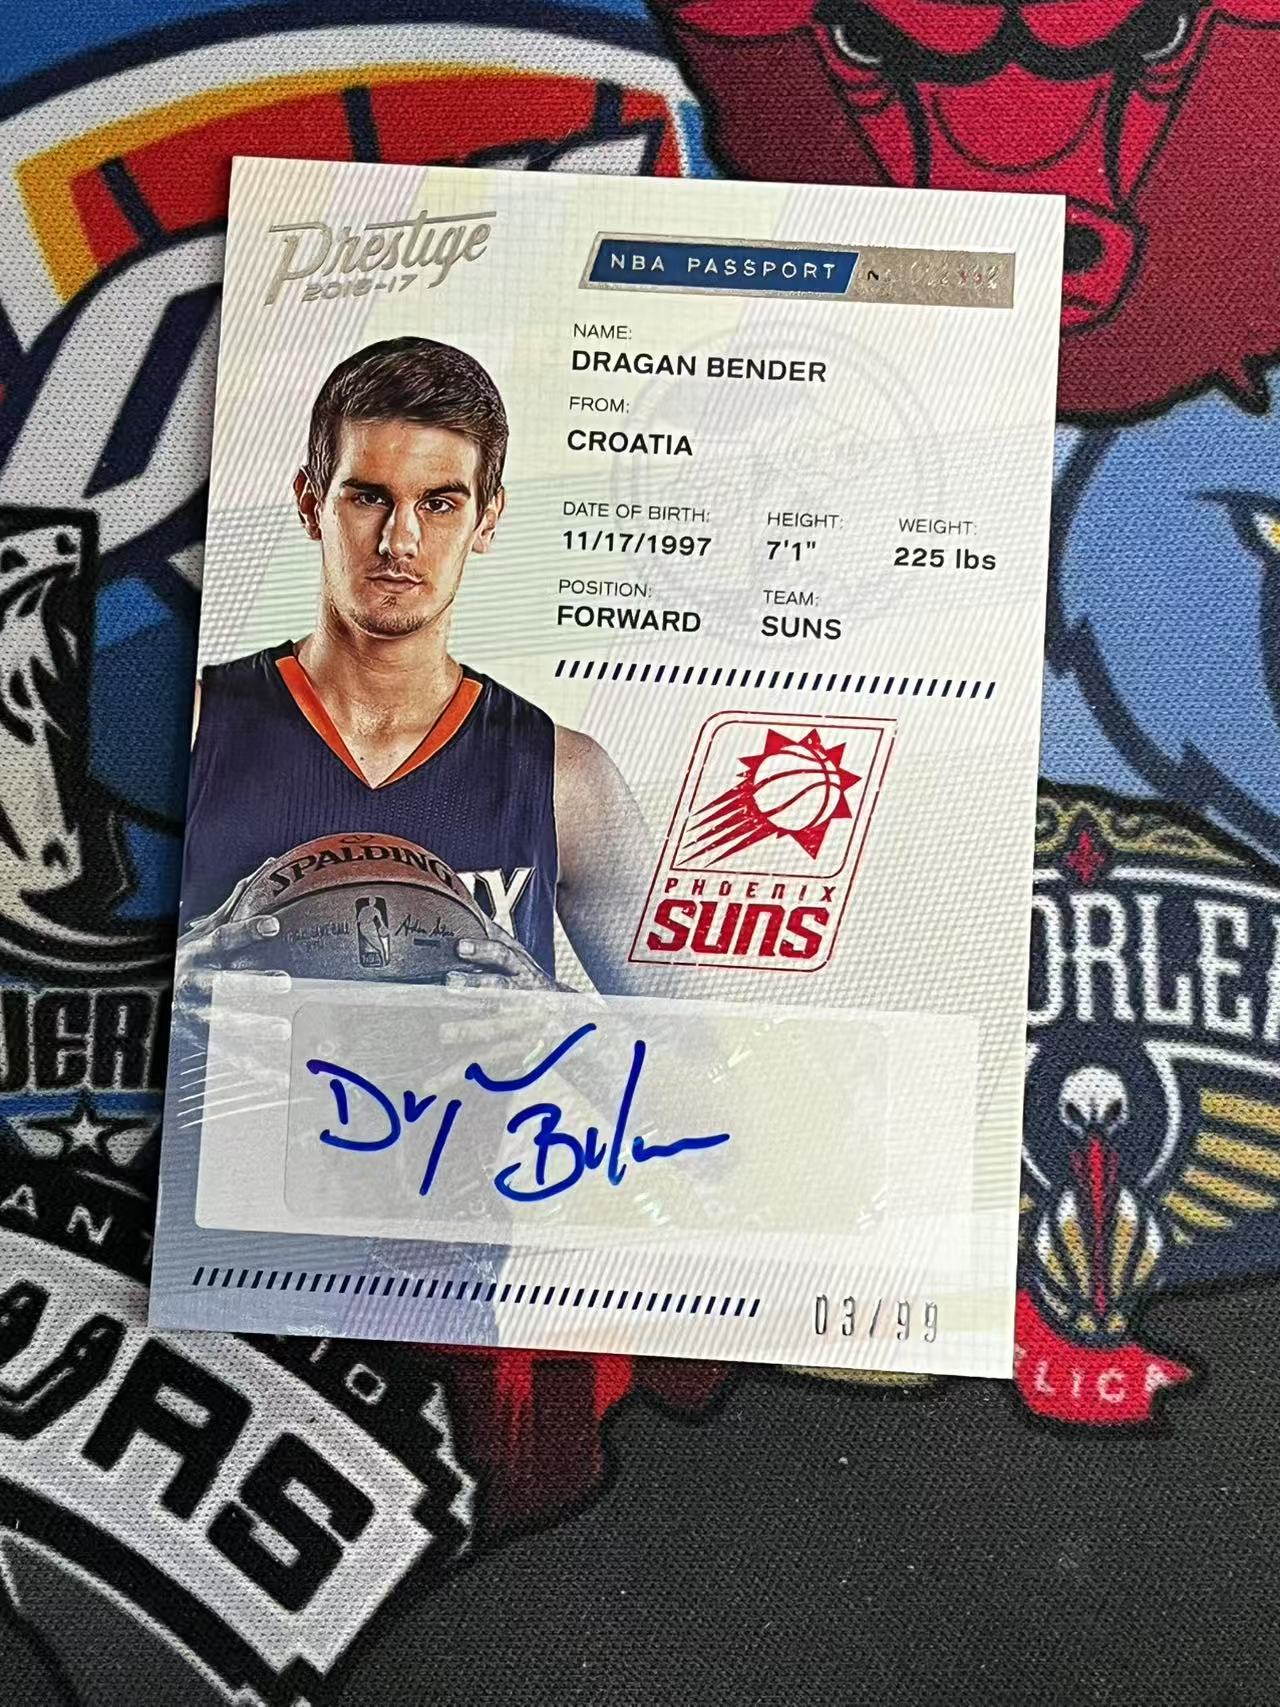 Prestige
2016-17
NBA PASSPORT
NAME:
DRAGAN BENDER
FROM:
CROATIA
DATE OF BIRTH: HEIGHT: WEIGHT:
11/17/1997 7'1" 225 lbs
POSITION: TEAM:
FORWARD SUNS
PHOENIX
SUNS
SPALDING
03/99